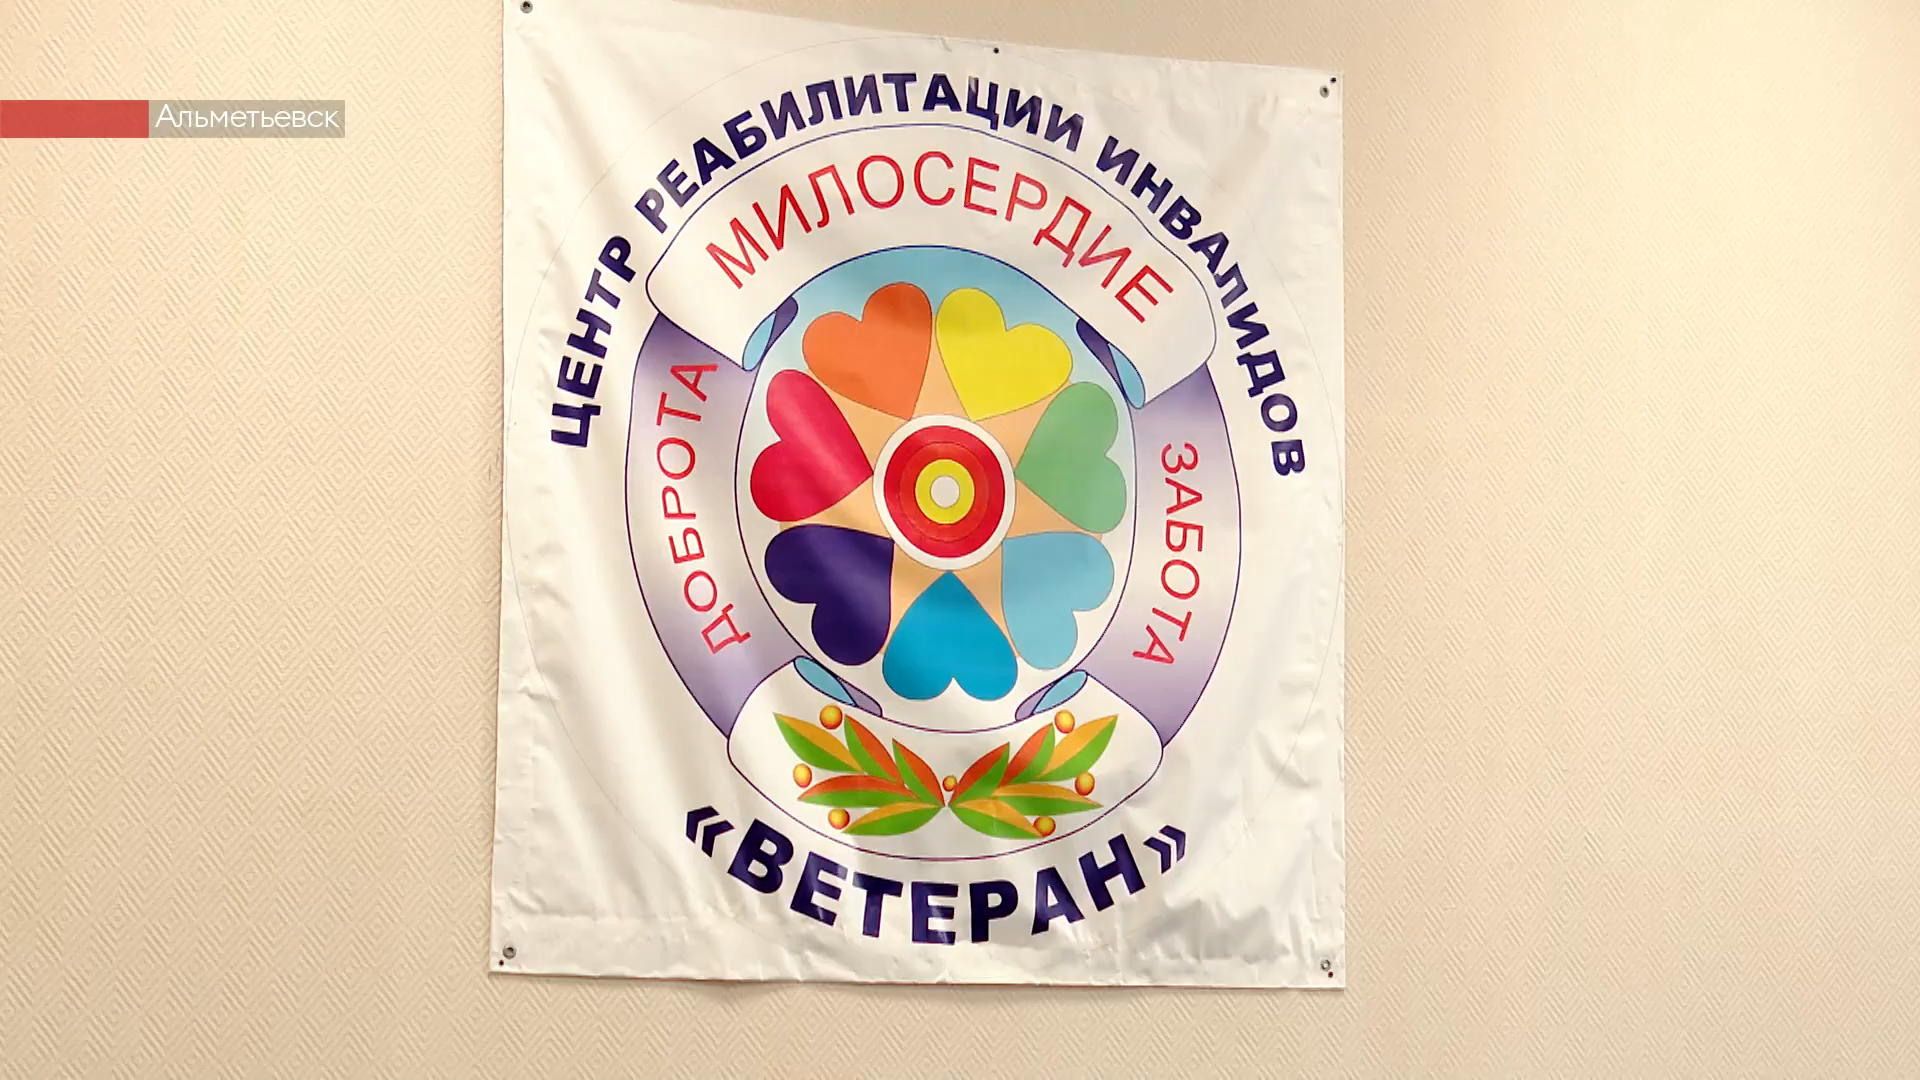 Альметьевск
ЦЕНТР РЕАБИЛИТАЦИИ ИНВАЛИДОВ
МИЛОСЕРДИЕ
ДОБРОТА
ЗАБОТА
«ВЕТЕРАН»